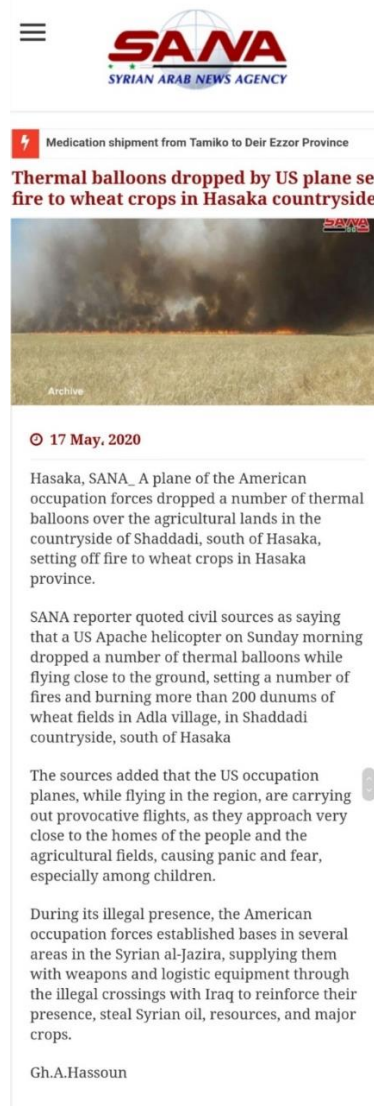 SANA
SYRIAN ARAB NEWS AGENCY
Medication shipment from Tamiko to Deir Ezzor Province
Thermal balloons dropped by US plane se
fire to wheat crops in Hasaka countryside
SANA
Archive
17 May، 2020
Hasaka, SANA_ A plane of the American
occupation forces dropped a number of thermal
balloons over the agricultural lands in the
countryside of Shaddadi, south of Hasaka,
setting off fire to wheat crops in Hasaka
province.
SANA reporter quoted civil sources as saying
that a US Apache helicopter on Sunday morning
dropped a number of thermal balloons while
flying close to the ground, setting a number of
fires and burning more than 200 dunums of
wheat fields in Adla village, in Shaddadi
countryside, south of Hasaka
The sources added that the US occupation
planes, while flying in the region, are carrying
out provocative flights, as they approach very
close to the homes of the people and the
agricultural fields, causing panic and fear,
especially among children.
During its illegal presence, the American
occupation forces established bases in several
areas in the Syrian al-Jazira, supplying them
with weapons and logistic equipment through
the illegal crossings with Iraq to reinforce their
presence, steal Syrian oil, resources, and major
crops.
Gh.A.Hassoun